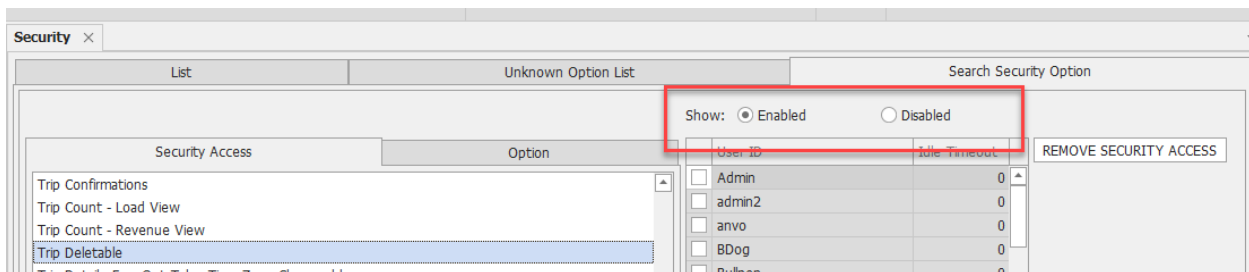 Security ×
List Unknown Option List Search Security Option
Show: Enabled Disabled
Security Access Option User ID Idle Timeout REMOVE SECURITY ACCESS
Trip Confirmations Admin 0
Trip Count - Load View admin2 0
Trip Count - Revenue View anvo 0
Trip Deletable BDog 0